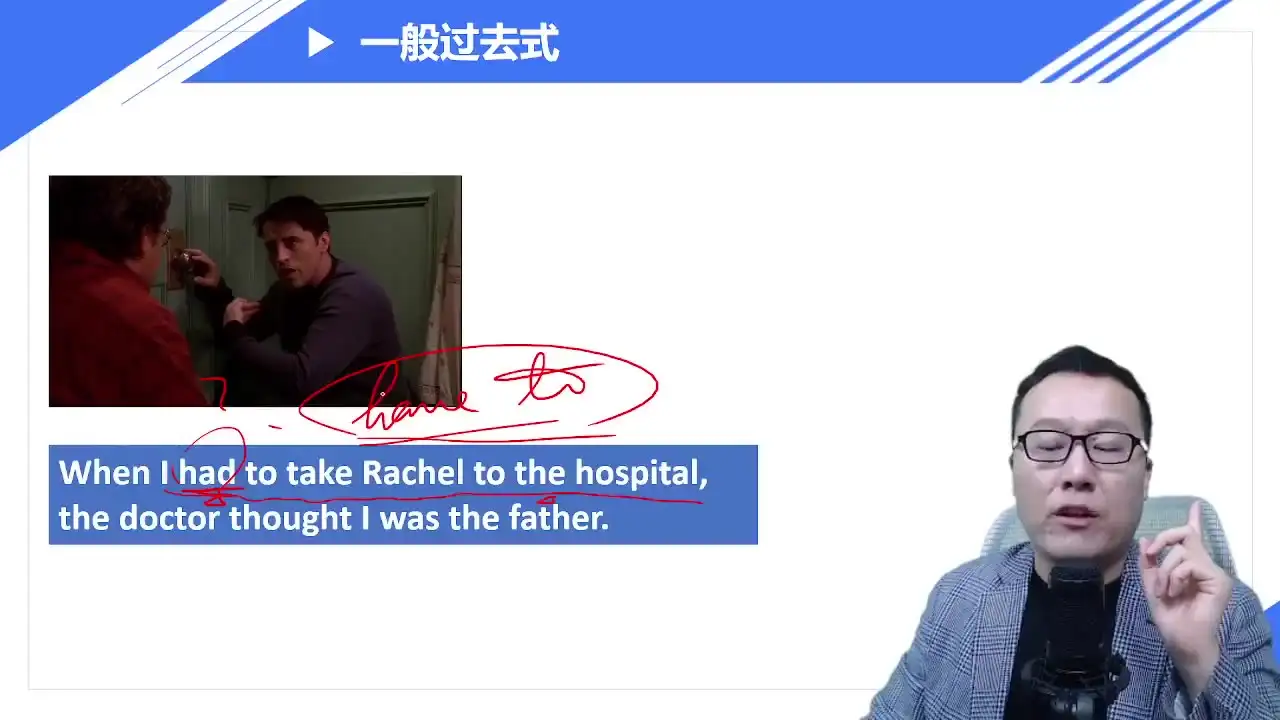 一般过去式
have to
When I had to take Rachel to the hospital,
the doctor thought I was the father.